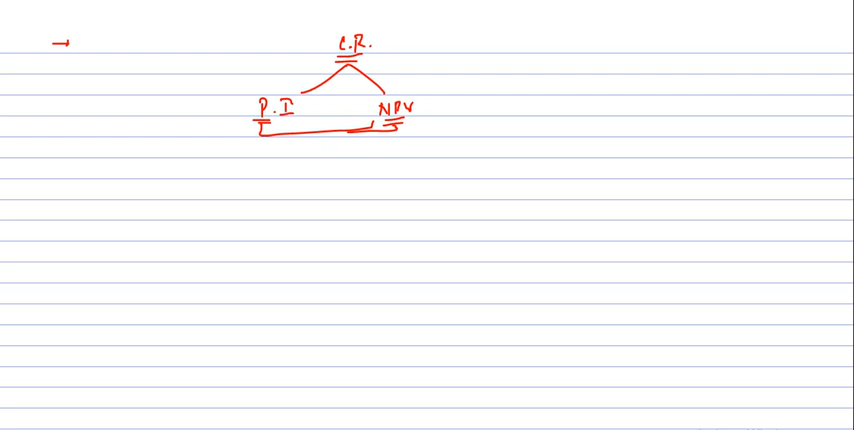 → C.R.
P.I NPV